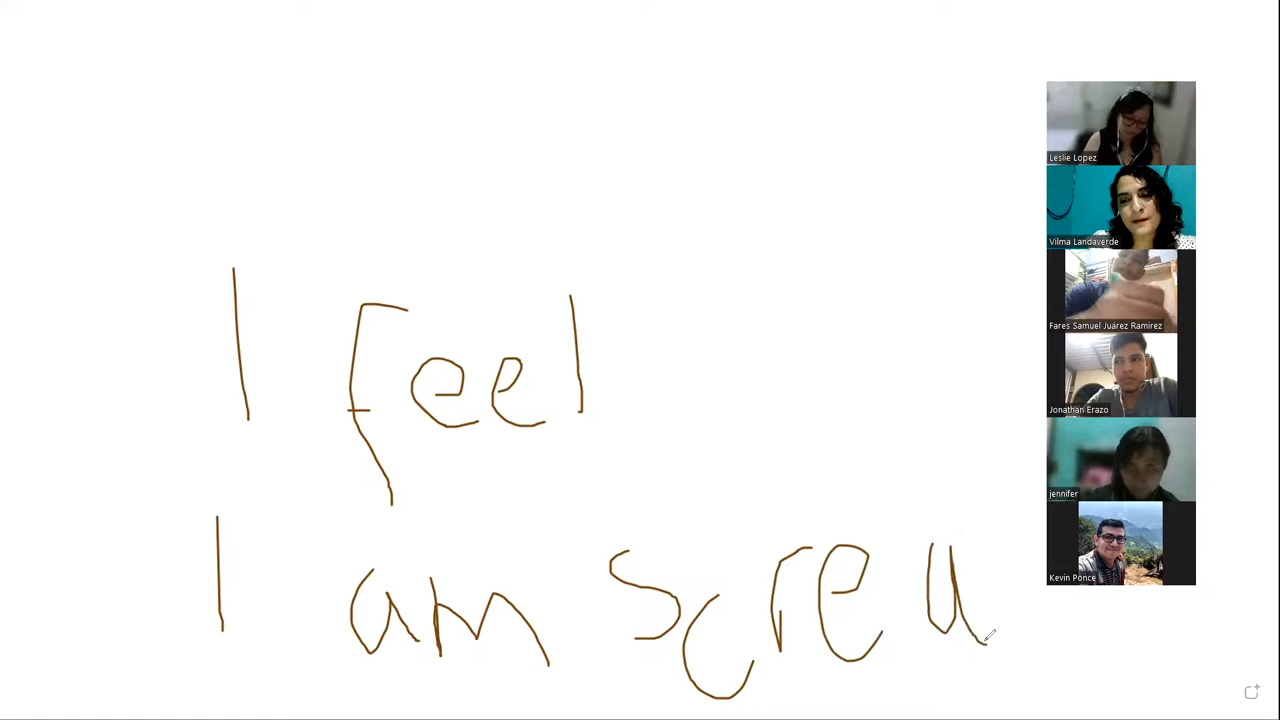 Leslie Lopez
Vilma Landaverde
Fares Samuel Juárez Ramirez
Jonathan Erazo
jennifer
Kevin Ponce
I feel
I am screa